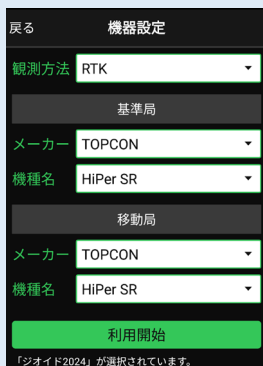 戻る 機器設定
観測方法 RTK
基準局
メーカー TOPCON
機種名 HiPer SR
移動局
メーカー TOPCON
機種名 HiPer SR
利用開始
「ジオイド2024」が選択されています。